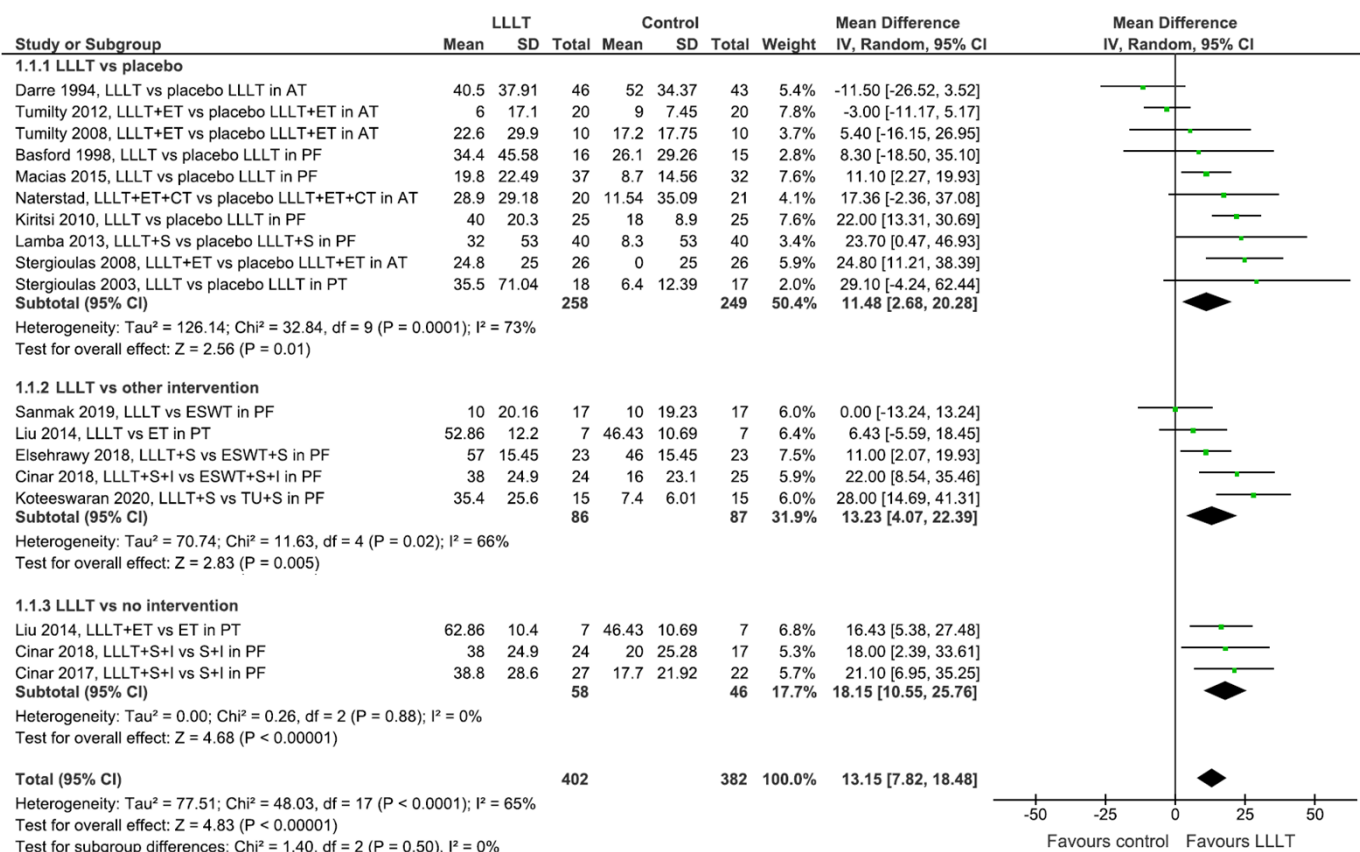 LLLT Control Mean Difference Mean Difference
Study or Subgroup Mean SD Total Mean SD Total Weight IV, Random, 95% CI IV, Random, 95% CI
1.1.1 LLLT vs placebo
Darre 1994, LLLT vs placebo LLLT in AT 40.5 37.91 46 52 34.37 43 5.4% -11.50 [-26.52, 3.52]
Tumilty 2012, LLLT+ET vs placebo LLLT+ET in AT 6 17.1 20 9 7.45 20 7.8% -3.00 [-11.17, 5.17]
Tumilty 2008, LLLT+ET vs placebo LLLT+ET in AT 22.6 29.9 10 17.2 17.75 10 3.7% 5.40 [-16.15, 26.95]
Basford 1998, LLLT vs placebo LLLT in PF 34.4 45.58 16 26.1 29.26 15 2.8% 8.30 [-18.50, 35.10]
Macias 2015, LLLT vs placebo LLLT in PF 19.8 22.49 37 8.7 14.56 32 7.6% 11.10 [2.27, 19.93]
Naterstad, LLLT+ET+CT vs placebo LLLT+ET+CT in AT 28.9 29.18 20 11.54 35.09 21 4.1% 17.36 [-2.36, 37.08]
Kiritsi 2010, LLLT vs placebo LLLT in PF 40 20.3 25 18 8.9 25 7.6% 22.00 [13.31, 30.69]
Lamba 2013, LLLT+S vs placebo LLLT+S in PF 32 53 40 8.3 53 40 3.4% 23.70 [0.47, 46.93]
Stergioulas 2008, LLLT+ET vs placebo LLLT+ET in AT 24.8 25 26 0 25 26 5.9% 24.80 [11.21, 38.39]
Stergioulas 2003, LLLT vs placebo LLLT in PT 35.5 71.04 18 6.4 12.39 17 2.0% 29.10 [-4.24, 62.44]
Subtotal (95% CI) 258 249 50.4% 11.48 [2.68, 20.28]
Heterogeneity: Tau² = 126.14; Chi² = 32.84, df = 9 (P = 0.0001); I² = 73%
Test for overall effect: Z = 2.56 (P = 0.01)
1.1.2 LLLT vs other intervention
Sanmak 2019, LLLT vs ESWT in PF 10 20.16 17 10 19.23 17 6.0% 0.00 [-13.24, 13.24]
Liu 2014, LLLT vs ET in PT 52.86 12.2 7 46.43 10.69 7 6.4% 6.43 [-5.59, 18.45]
Elsehrawy 2018, LLLT+S vs ESWT+S in PF 57 15.45 23 46 15.45 23 7.5% 11.00 [2.07, 19.93]
Cinar 2018, LLLT+S+I vs ESWT+S+I in PF 38 24.9 24 16 23.1 25 5.9% 22.00 [8.54, 35.46]
Koteeswaran 2020, LLLT+S vs TU+S in PF 35.4 25.6 15 7.4 6.01 15 6.0% 28.00 [14.69, 41.31]
Subtotal (95% CI) 86 87 31.9% 13.23 [4.07, 22.39]
Heterogeneity: Tau² = 70.74; Chi² = 11.63, df = 4 (P = 0.02); I² = 66%
Test for overall effect: Z = 2.83 (P = 0.005)
1.1.3 LLLT vs no intervention
Liu 2014, LLLT+ET vs ET in PT 62.86 10.4 7 46.43 10.69 7 6.8% 16.43 [5.38, 27.48]
Cinar 2018, LLLT+S+I vs S+I in PF 38 24.9 24 20 25.28 17 5.3% 18.00 [2.39, 33.61]
Cinar 2017, LLLT+S+I vs S+I in PF 38.8 28.6 27 17.7 21.92 22 5.7% 21.10 [6.95, 35.25]
Subtotal (95% CI) 58 46 17.7% 18.15 [10.55, 25.76]
Heterogeneity: Tau² = 0.00; Chi² = 0.26, df = 2 (P = 0.88); I² = 0%
Test for overall effect: Z = 4.68 (P < 0.00001)
Total (95% CI) 402 382 100.0% 13.15 [7.82, 18.48]
Heterogeneity: Tau² = 77.51; Chi² = 48.03, df = 17 (P < 0.0001); I² = 65%
Test for overall effect: Z = 4.83 (P < 0.00001)
Test for subgroup differences: Chi² = 1.40, df = 2 (P = 0.50), I² = 0%
-50 -25 0 25 50
Favours control Favours LLLT